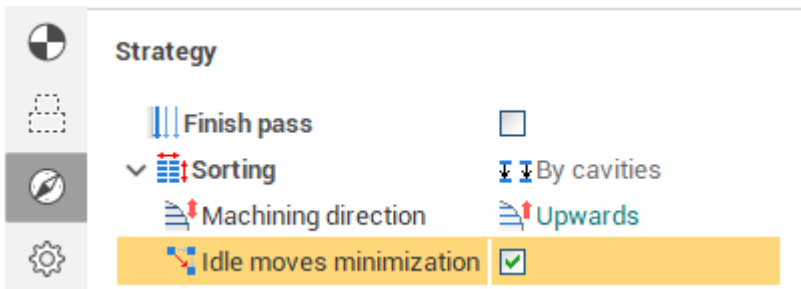 Strategy
Finish pass
Sorting By cavities
Machining direction Upwards
Idle moves minimization